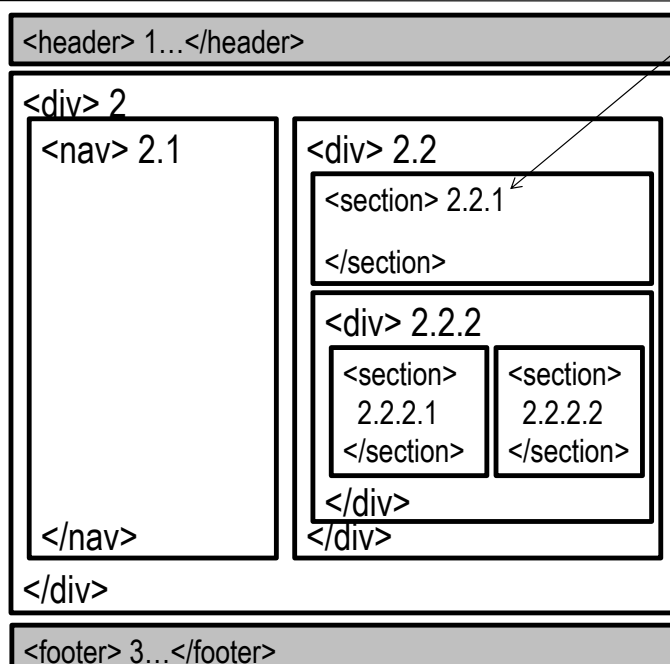 <header> 1…</header>
<div> 2
<nav> 2.1
</nav>
<div> 2.2
<section> 2.2.1
</section>
<div> 2.2.2
<section>
2.2.2.1
</section>
<section>
2.2.2.2
</section>
</div>
</div>
</div>
<footer> 3…</footer>